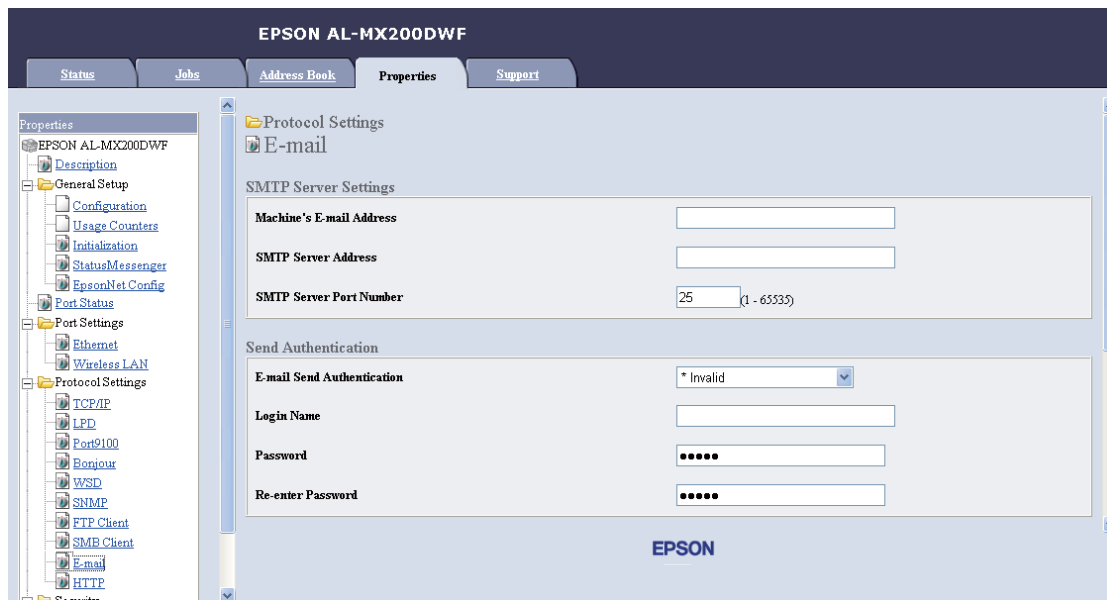 EPSON AL-MX200DWF
Status
Jobs
Address Book
Properties
Support
Properties
EPSON AL-MX200DWF
Description
General Setup
Configuration
Usage Counters
Initialization
StatusMessenger
EpsonNet Config
Port Status
Port Settings
Ethernet
Wireless LAN
Protocol Settings
TCP/IP
LPD
Port9100
Bonjour
WSD
SNMP
FTP Client
SMB Client
E-mail
HTTP
Security
Protocol Settings
E-mail
SMTP Server Settings
Machine's E-mail Address
SMTP Server Address
SMTP Server Port Number
25 (1 - 65535)
Send Authentication
E-mail Send Authentication
* Invalid
Login Name
Password
●●●●●
Re-enter Password
●●●●●
EPSON